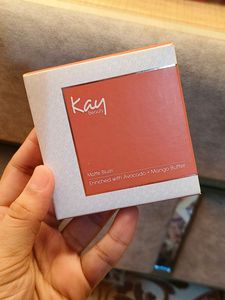 Kay
beauty
Matte Blush
Enriched with Avocado + Mango Butter